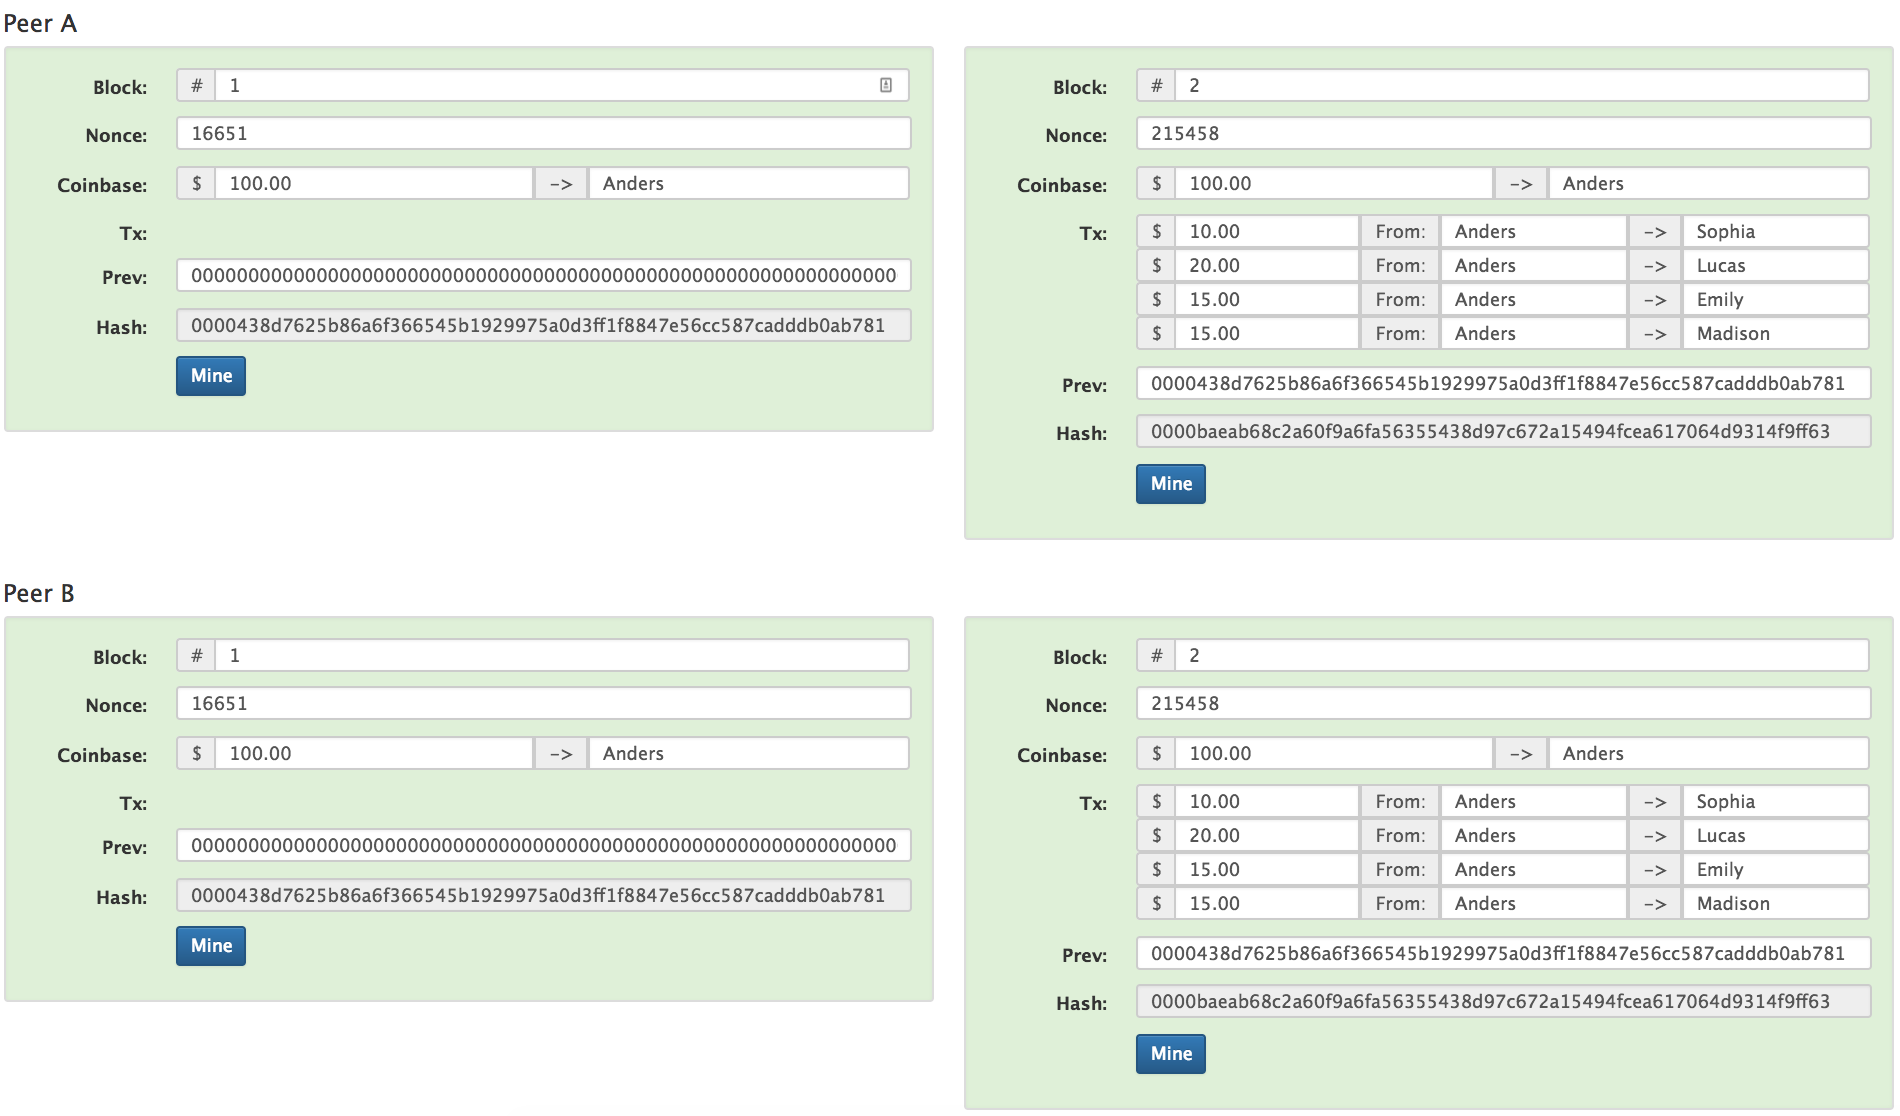 Peer A
Block: # 1
Nonce: 16651
Coinbase: $ 100.00 -> Anders
Tx:
Prev: 0000000000000000000000000000000000000000000000000000000000000
Hash: 0000438d7625b86a6f366545b1929975a0d3ff1f8847e56cc587cadddb0ab781
Mine
Block: # 2
Nonce: 215458
Coinbase: $ 100.00 -> Anders
Tx: $ 10.00 From: Anders -> Sophia
$ 20.00 From: Anders -> Lucas
$ 15.00 From: Anders -> Emily
$ 15.00 From: Anders -> Madison
Prev: 0000438d7625b86a6f366545b1929975a0d3ff1f8847e56cc587cadddb0ab781
Hash: 0000baeab68c2a60f9a6fa56355438d97c672a15494fcea617064d9314f9ff63
Mine
Peer B
Block: # 1
Nonce: 16651
Coinbase: $ 100.00 -> Anders
Tx:
Prev: 0000000000000000000000000000000000000000000000000000000000000
Hash: 0000438d7625b86a6f366545b1929975a0d3ff1f8847e56cc587cadddb0ab781
Mine
Block: # 2
Nonce: 215458
Coinbase: $ 100.00 -> Anders
Tx: $ 10.00 From: Anders -> Sophia
$ 20.00 From: Anders -> Lucas
$ 15.00 From: Anders -> Emily
$ 15.00 From: Anders -> Madison
Prev: 0000438d7625b86a6f366545b1929975a0d3ff1f8847e56cc587cadddb0ab781
Hash: 0000baeab68c2a60f9a6fa56355438d97c672a15494fcea617064d9314f9ff63
Mine